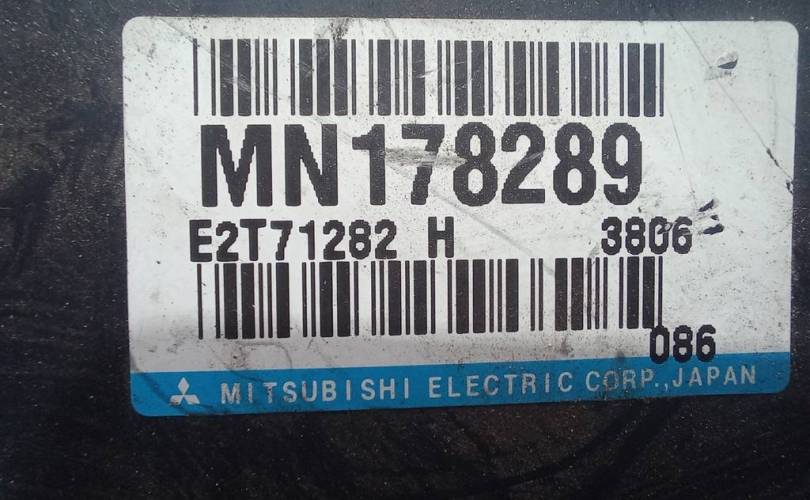 MN178289
E2T71282 H 3806
086
MITSUBISHI ELECTRIC CORP., JAPAN